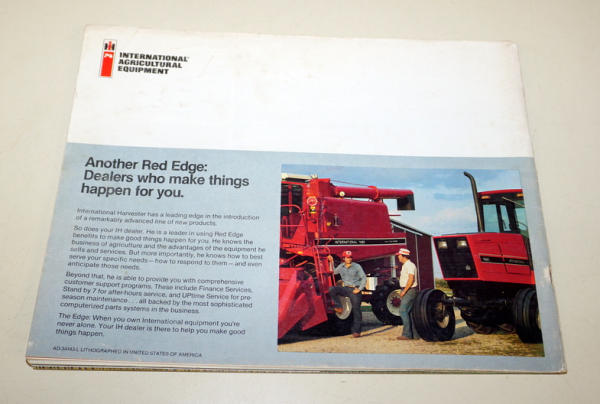 INTERNATIONAL
AGRICULTURAL
EQUIPMENT
Another Red Edge:
Dealers who make things
happen for you.
International Harvester has a leading edge in the introduction
of a remarkably advanced line of new products.
So does your IH dealer. He is a leader in using Red Edge
benefits to make good things happen for you. He knows the
business of agriculture and the advantages of the equipment he
sells and services. But more importantly, he knows how to best
serve your specific needs—how to respond to them—and even
anticipate those needs.
Beyond that, he is able to provide you with comprehensive
customer support programs. These include Finance Services,
Stand by 7 for after-hours service, and UPtime Service for pre-
season maintenance . . . all backed by the most sophisticated
computerized parts systems in the business.
The Edge: When you own International equipment you're
never alone. Your IH dealer is there to help you make good
things happen.
INTERNATIONAL
LITHOGRAPHED IN UNITED STATES OF AMERICA